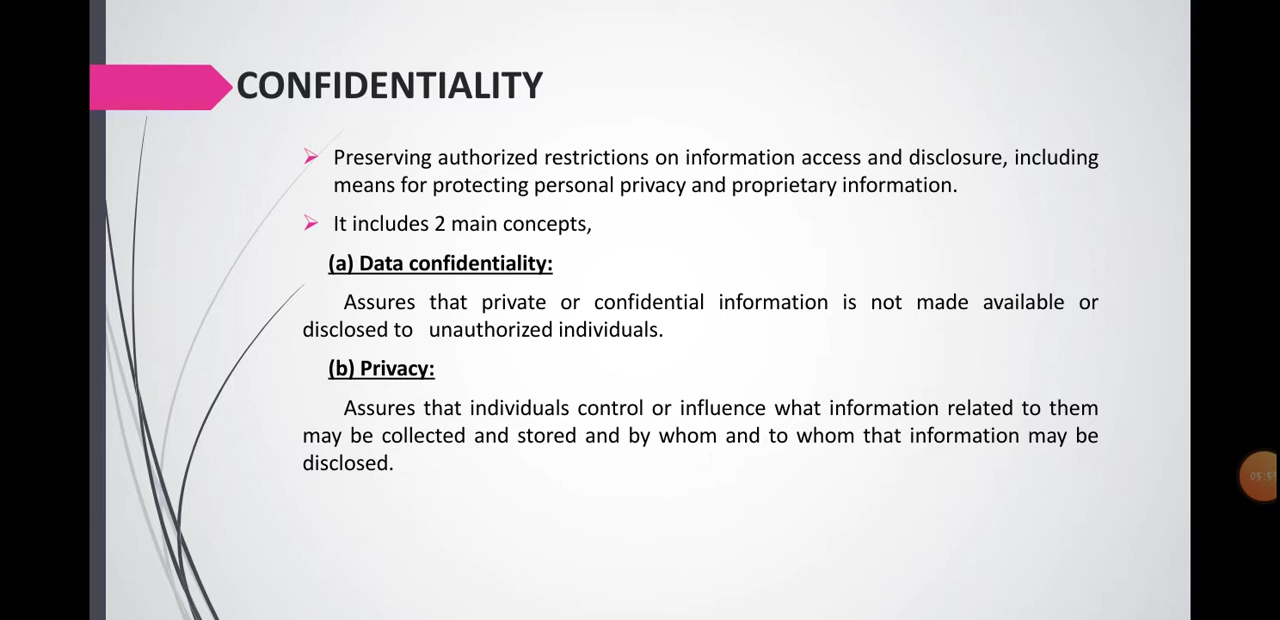 CONFIDENTIALITY
Preserving authorized restrictions on information access and disclosure, including
means for protecting personal privacy and proprietary information.
It includes 2 main concepts,
(a) Data confidentiality:
Assures that private or confidential information is not made available or
disclosed to unauthorized individuals.
(b) Privacy:
Assures that individuals control or influence what information related to them
may be collected and stored and by whom and to whom that information may be
disclosed.